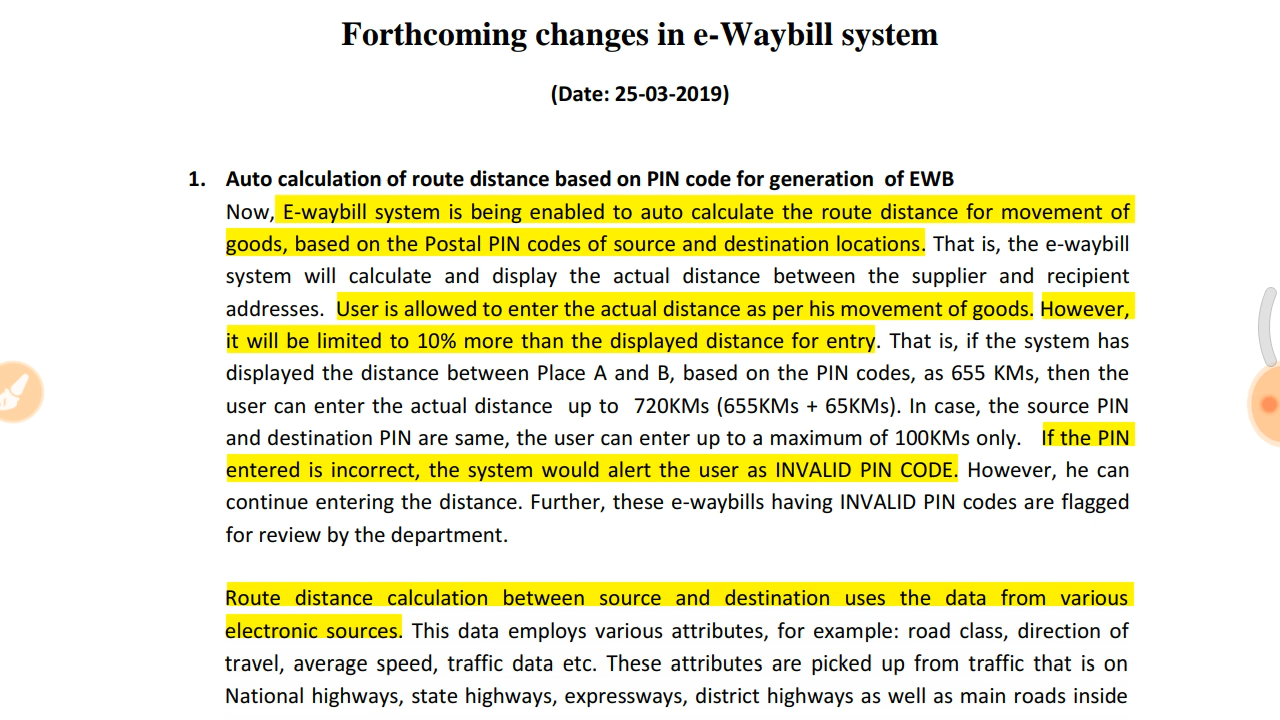 Forthcoming changes in e-Waybill system
(Date: 25-03-2019)
1. Auto calculation of route distance based on PIN code for generation of EWB
Now, E-waybill system is being enabled to auto calculate the route distance for movement of
goods, based on the Postal PIN codes of source and destination locations. That is, the e-waybill
system will calculate and display the actual distance between the supplier and recipient
addresses. User is allowed to enter the actual distance as per his movement of goods. However,
it will be limited to 10% more than the displayed distance for entry. That is, if the system has
displayed the distance between Place A and B, based on the PIN codes, as 655 KMs, then the
user can enter the actual distance up to 720KMs (655KMs + 65KMs). In case, the source PIN
and destination PIN are same, the user can enter up to a maximum of 100KMs only. If the PIN
entered is incorrect, the system would alert the user as INVALID PIN CODE. However, he can
continue entering the distance. Further, these e-waybills having INVALID PIN codes are flagged
for review by the department.
Route distance calculation between source and destination uses the data from various
electronic sources. This data employs various attributes, for example: road class, direction of
travel, average speed, traffic data etc. These attributes are picked up from traffic that is on
National highways, state highways, expressways, district highways as well as main roads inside